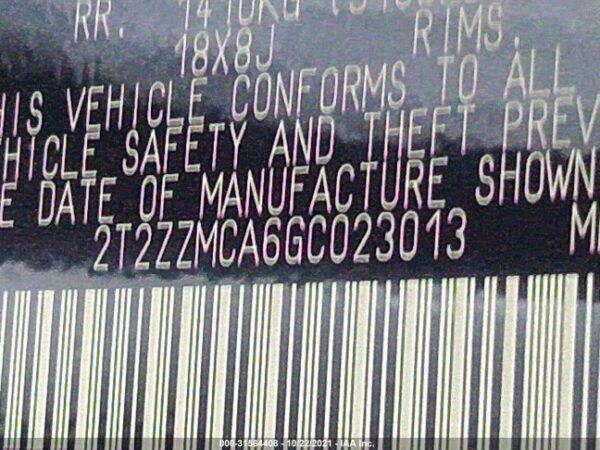 RR. 1410KG
18X8J RIMS.
HIS VEHICLE CONFORMS TO ALL
HICLE SAFETY AND THEFT PREV
E DATE OF MANUFACTURE SHOWN
2T2ZZMCA6GC023013
000-31564408 - 10/22/2021 - IAA Inc.